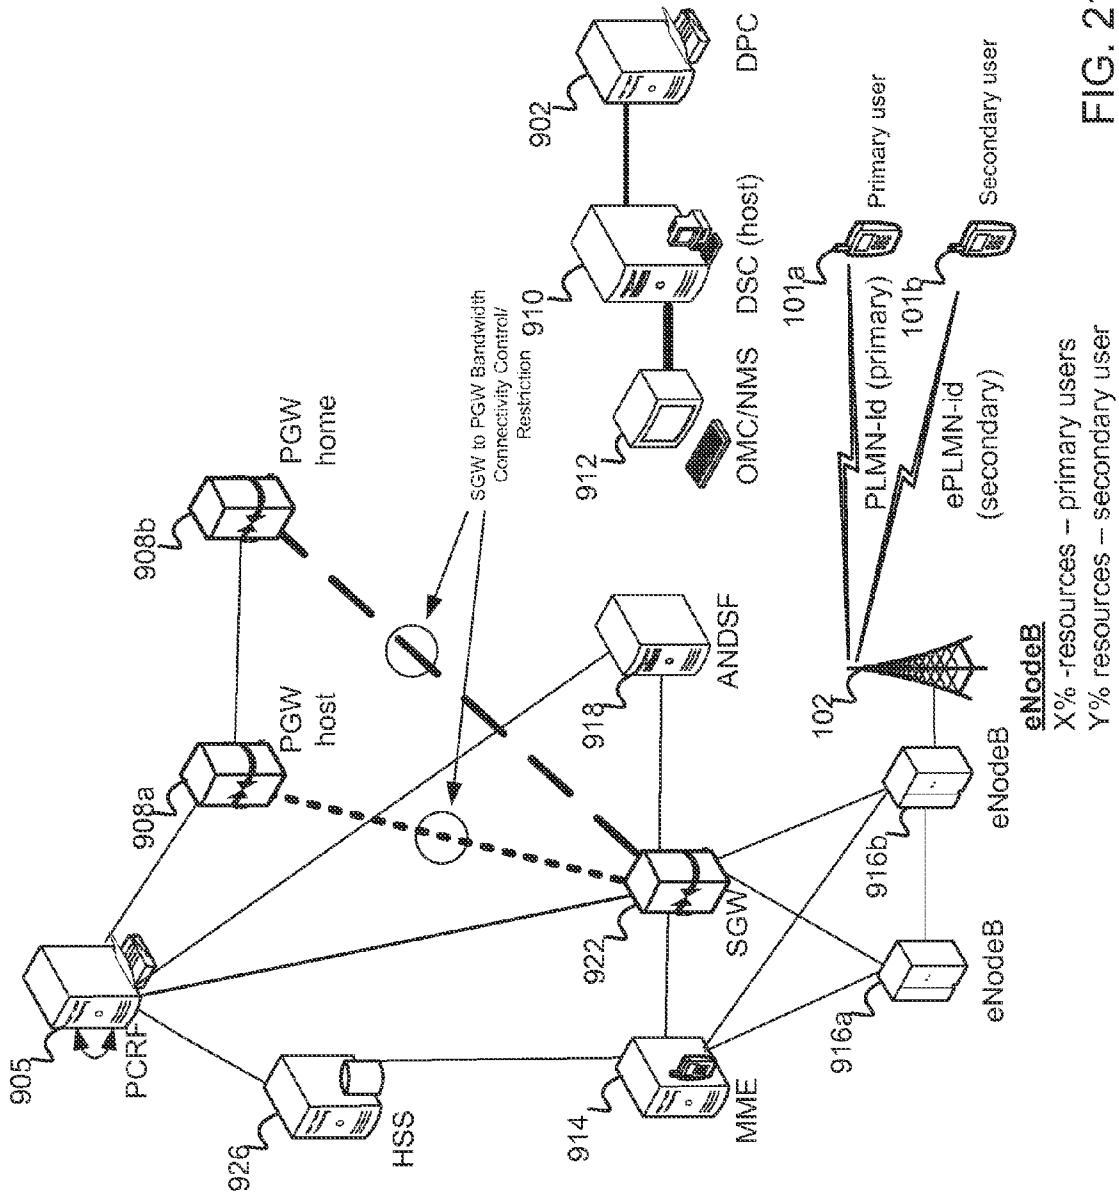 905
PCRF
926
HSS
914
MME
916a
eNodeB
916b
eNodeB
922
SGW
908a
PGW
host
908b
PGW
home
918
ANDSF
SGW to PGW Bandwidth
Connectivity Control/
Restriction
912
OMC/NMS
910
DSC (host)
902
DPC
102
eNodeB
X% -resources – primary users
Y% resources – secondary user
PLMN-Id (primary)
ePLMN-id
(secondary)
101a
Primary user
101b
Secondary user